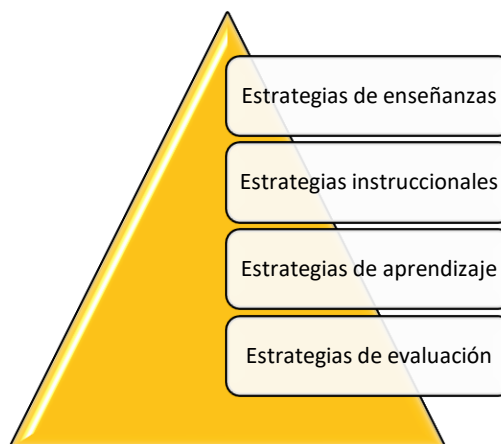 Estrategias de enseñanzas
Estrategias instruccionales
Estrategias de aprendizaje
Estrategias de evaluación